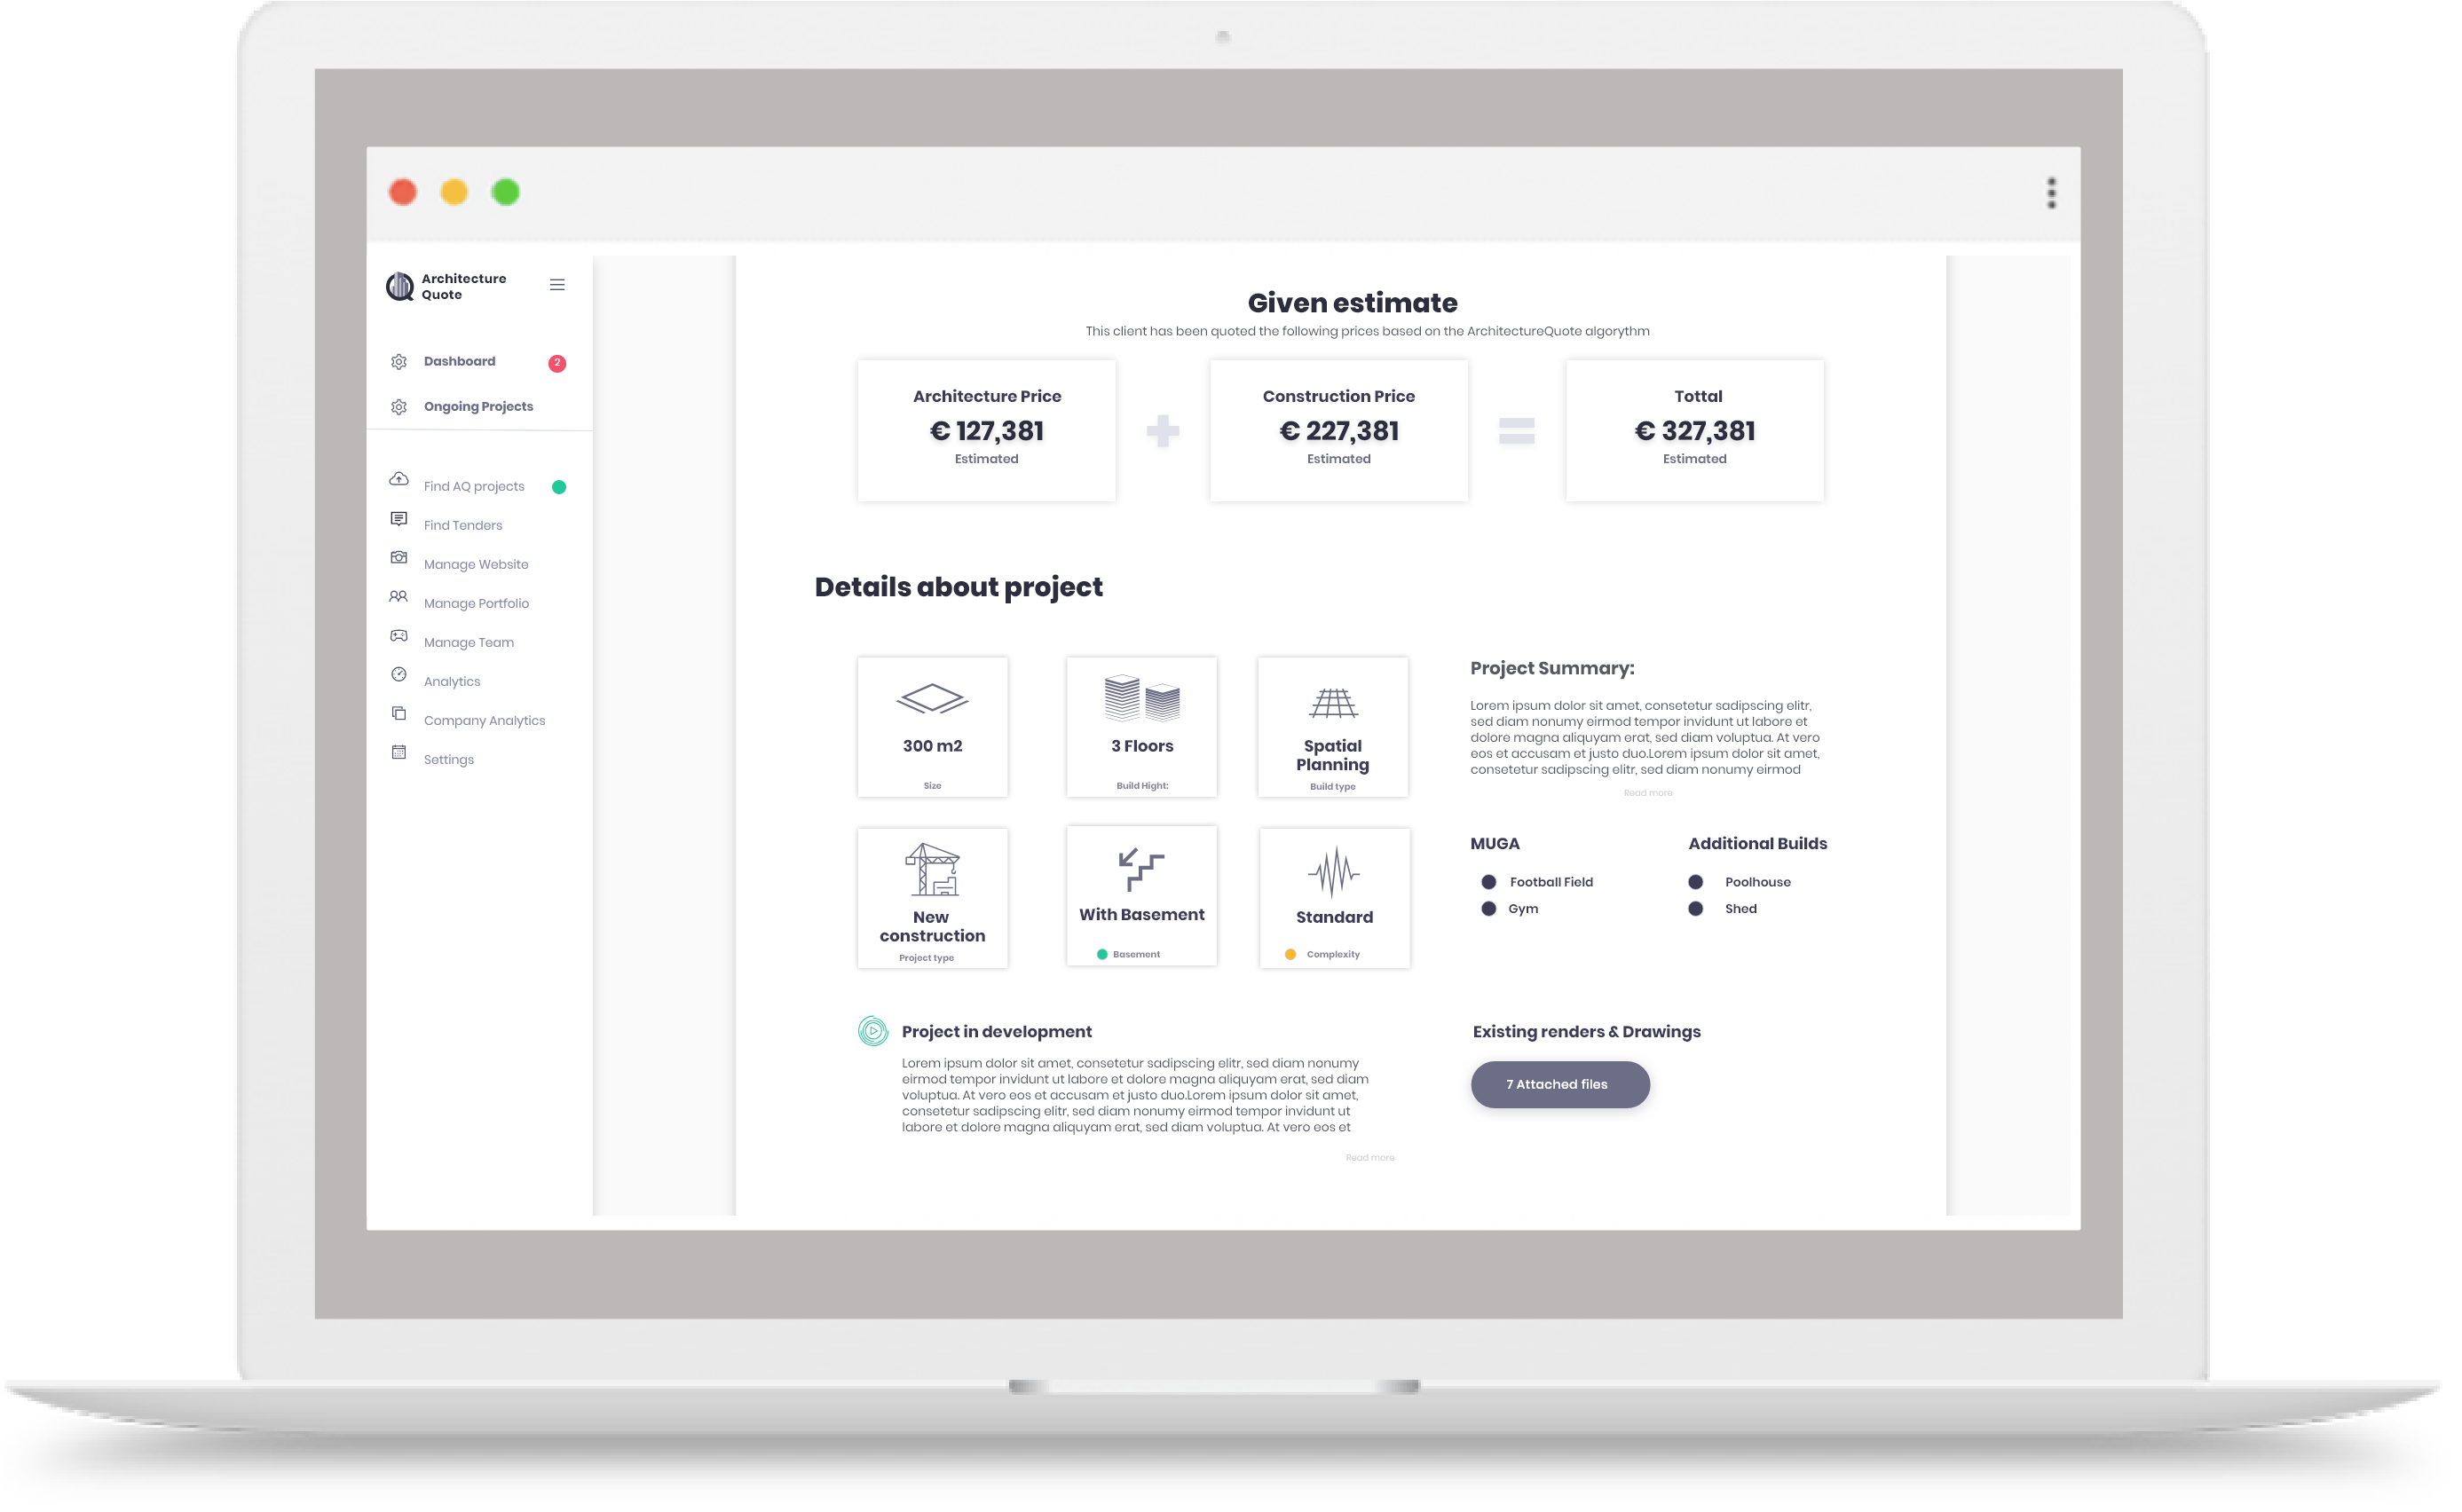 Architecture
Quote
Dashboard
2
Ongoing Projects
Find AQ projects
Find Tenders
Manage Website
Manage Portfolio
Manage Team
Analytics
Company Analytics
Settings
Given estimate
This client has been quoted the following prices based on the ArchitectureQuote algorythm
Architecture Price
€ 127,381
Estimated
+
Construction Price
€ 227,381
Estimated
=
Tottal
€ 327,381
Estimated
Details about project
300 m2
Size
3 Floors
Build Hight:
Spatial
Planning
Build type
New
construction
Project type
With Basement
Basement
Standard
Complexity
Project Summary:
Lorem ipsum dolor sit amet, consetetur sadipscing elitr,
sed diam nonumy eirmod tempor invidunt ut labore et
dolore magna aliquyam erat, sed diam voluptua. At vero
eos et accusam et justo duo.Lorem ipsum dolor sit amet,
consetetur sadipscing elitr, sed diam nonumy eirmod
Read more
MUGA
Football Field
Gym
Additional Builds
Poolhouse
Shed
Project in development
Lorem ipsum dolor sit amet, consetetur sadipscing elitr, sed diam nonumy
eirmod tempor invidunt ut labore et dolore magna aliquyam erat, sed diam
voluptua. At vero eos et accusam et justo duo.Lorem ipsum dolor sit amet,
consetetur sadipscing elitr, sed diam nonumy eirmod tempor invidunt ut
labore et dolore magna aliquyam erat, sed diam voluptua. At vero eos et
Read more
Existing renders & Drawings
7 Attached files